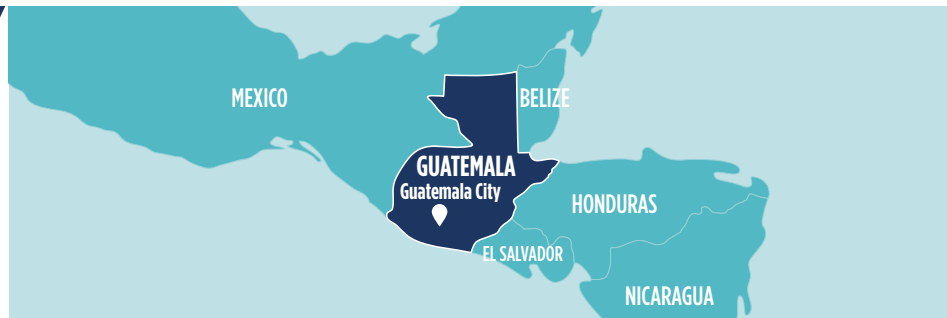 MEXICO
BELIZE
GUATEMALA
Guatemala City
HONDURAS
EL SALVADOR
NICARAGUA